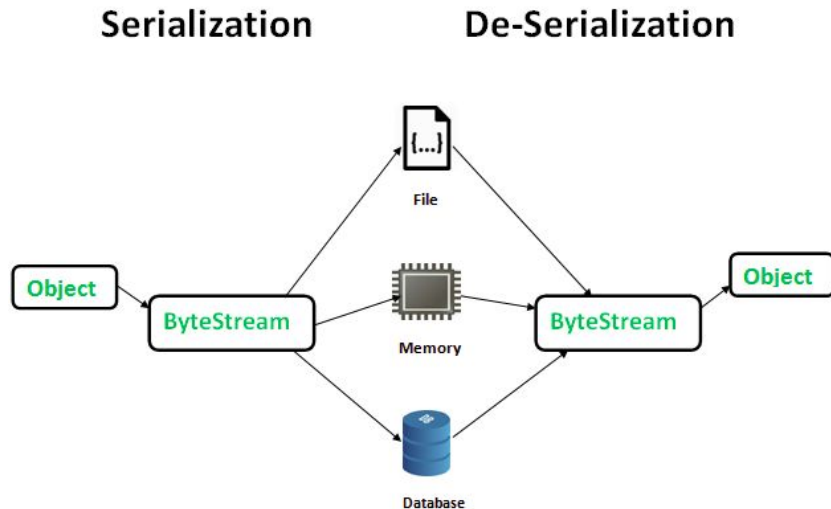 Serialization
De-Serialization
{...}
File
Object
ByteStream
Memory
ByteStream
Object
Database